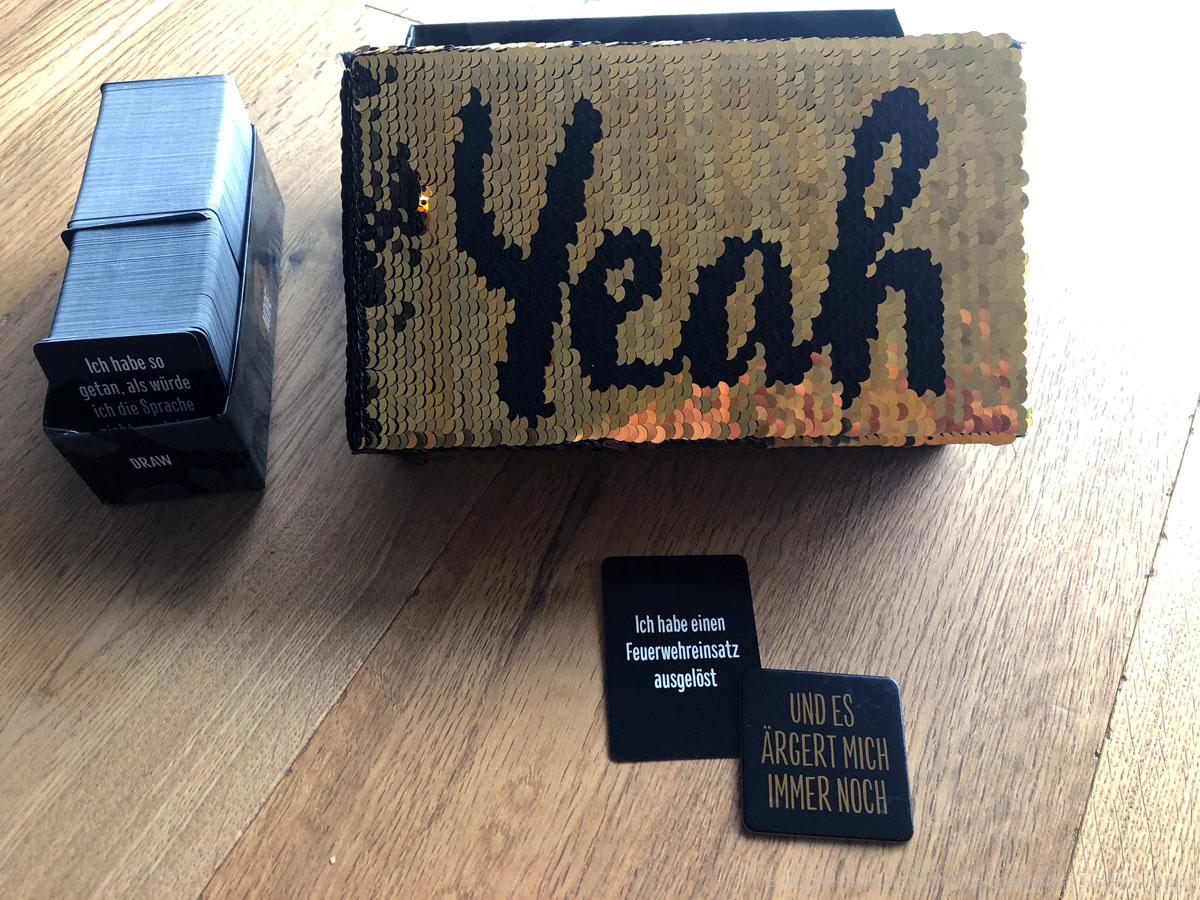 Yeah
Ich habe so
getan, als würde
ich die Sprache
DRAW
Ich habe einen
Feuerwehreinsatz
ausgelöst
UND ES
ÄRGERT MICH
IMMER NOCH